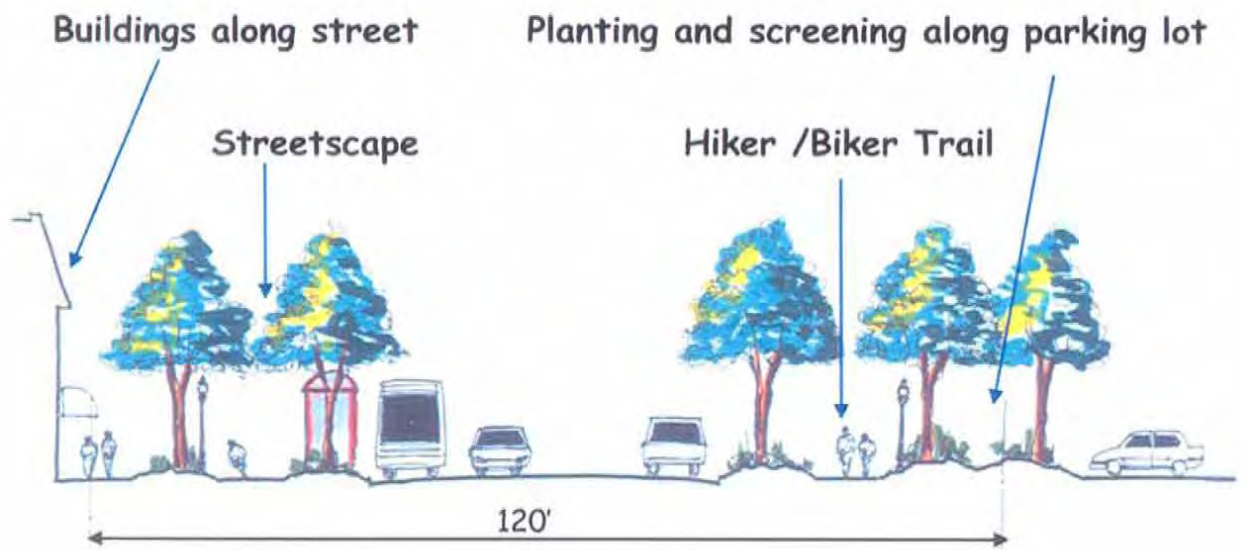 Buildings along street
Planting and screening along parking lot
Streetscape
Hiker /Biker Trail
120'